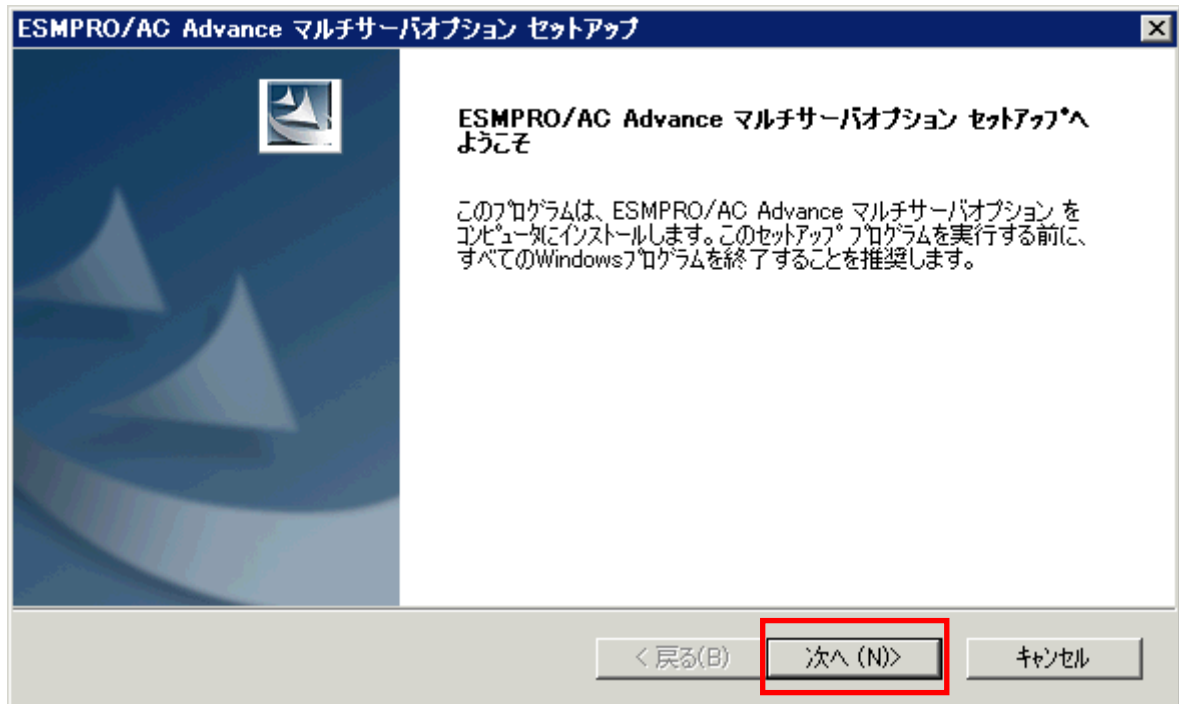 ESMPRO/AC Advance マルチサーバオプション セットアップ
ESMPRO/AC Advance マルチサーバオプション セットアップへ
ようこそ
このプログラムは、ESMPRO/AC Advance マルチサーバオプション を
コンピュータにインストールします。このセットアップ プログラムを実行する前に、
すべてのWindowsプログラムを終了することを推奨します。
< 戻る(B)
次へ (N)>
キャンセル